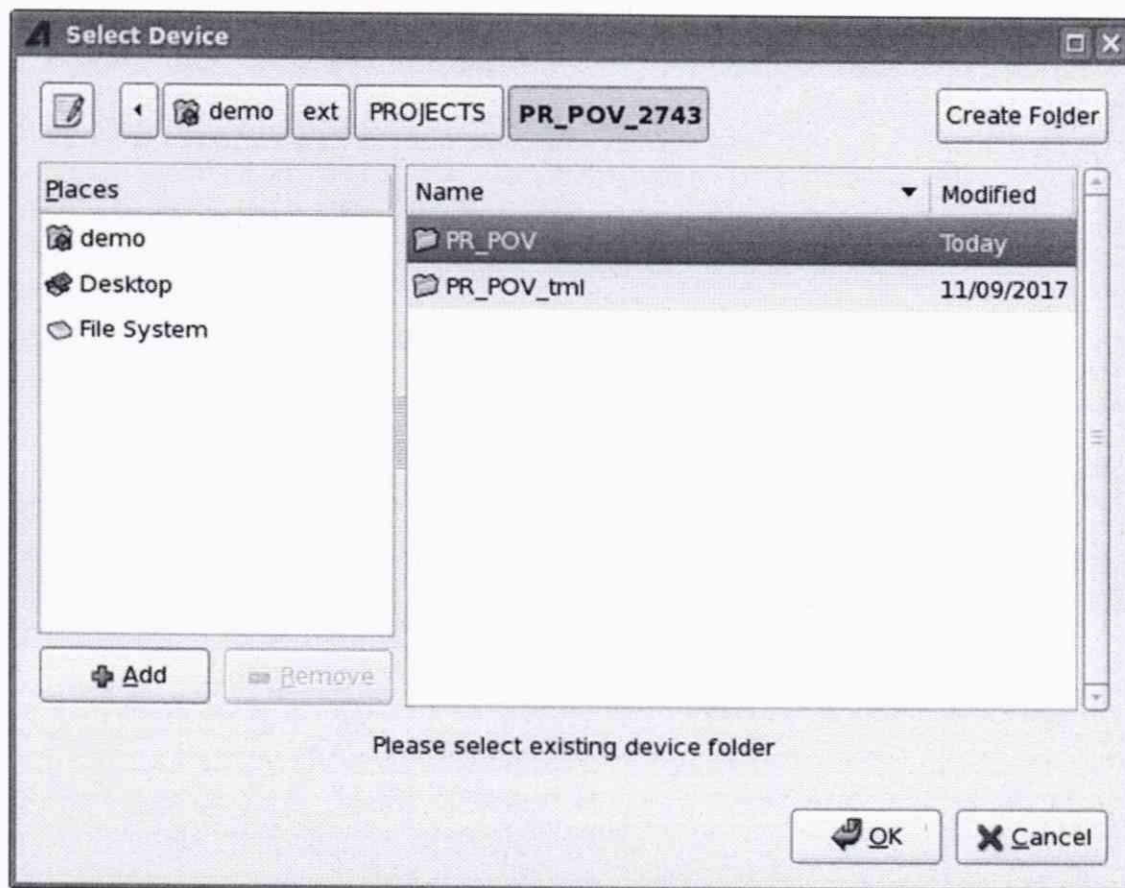 Select Device
demo ext PROJECTS PR_POV_2743 Create Folder
Places
demo
Desktop
File System
Name Modified
PR_POV Today
PR_POV_tml 11/09/2017
Add Remove
Please select existing device folder
OK Cancel